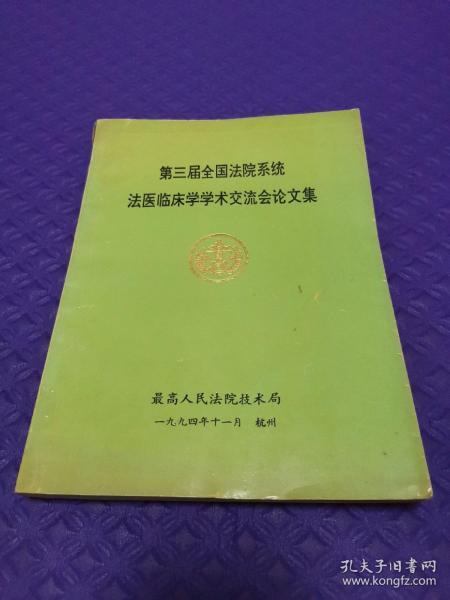 第三届全国法院系统
法医临床学学术交流会论文集
最高人民法院技术局
一九九四年十一月 杭州
孔夫子旧书网
www.kongfz.com